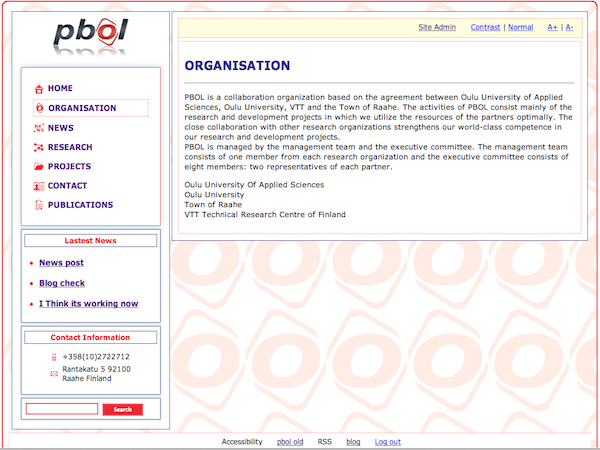 pbol
Site Admin Contrast | Normal A+ | A-
HOME
ORGANISATION
NEWS
RESEARCH
PROJECTS
CONTACT
PUBLICATIONS
Lastest News
News post
Blog check
I Think its working now
Contact Information
+358(10)2722712
Rantakatu 5 92100
Raahe Finland
Search
ORGANISATION
PBOL is a collaboration organization based on the agreement between Oulu University of Applied
Sciences, Oulu University, VTT and the Town of Raahe. The activities of PBOL consist mainly of the
research and development projects in which we utilize the resources of the partners optimally. The
close collaboration with other research organizations strengthens our world-class competence in
our research and development projects.
PBOL is managed by the management team and the executive committee. The management team
consists of one member from each research organization and the executive committee consists of
eight members: two representatives of each partner.
Oulu University Of Applied Sciences
Oulu University
Town of Raahe
VTT Technical Research Centre of Finland
Accessibility pbol old RSS blog Log out